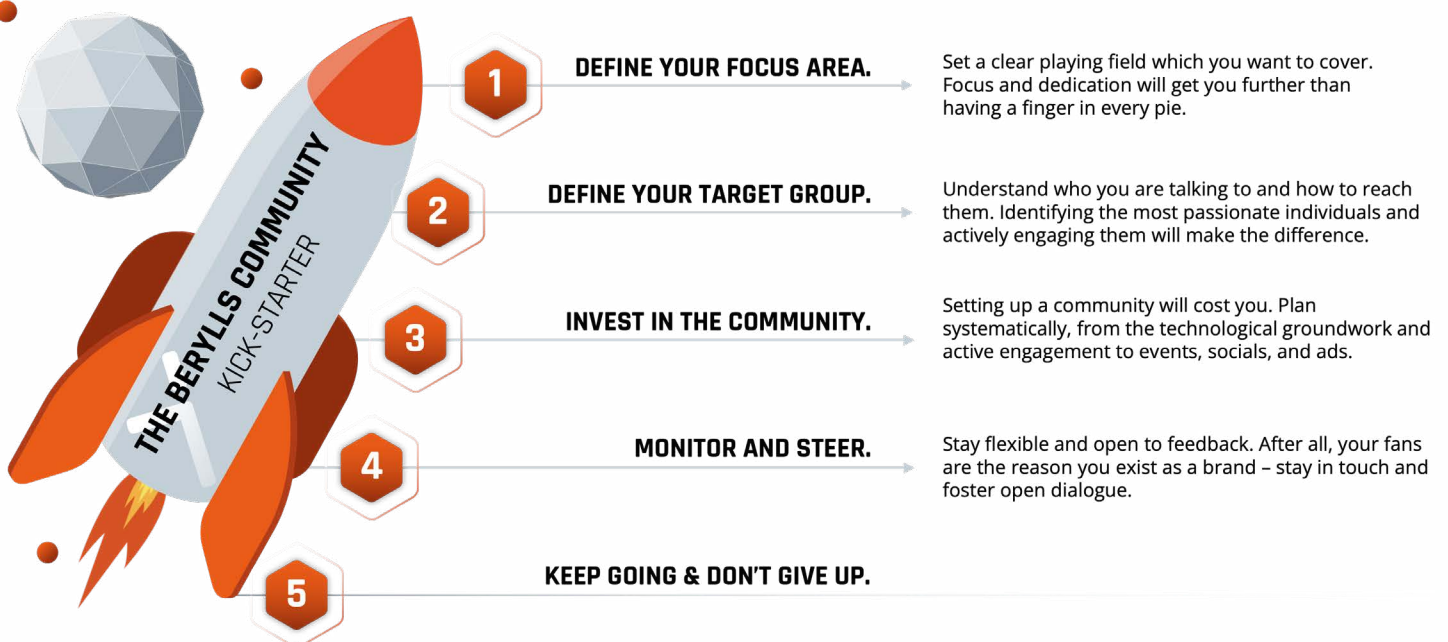 THE BERYLLS COMMUNITY
KICK-STARTER
1
DEFINE YOUR FOCUS AREA.
Set a clear playing field which you want to cover.
Focus and dedication will get you further than
having a finger in every pie.
2
DEFINE YOUR TARGET GROUP.
Understand who you are talking to and how to reach
them. Identifying the most passionate individuals and
actively engaging them will make the difference.
3
INVEST IN THE COMMUNITY.
Setting up a community will cost you. Plan
systematically, from the technological groundwork and
active engagement to events, socials, and ads.
4
MONITOR AND STEER.
Stay flexible and open to feedback. After all, your fans
are the reason you exist as a brand – stay in touch and
foster open dialogue.
5
KEEP GOING & DON’T GIVE UP.